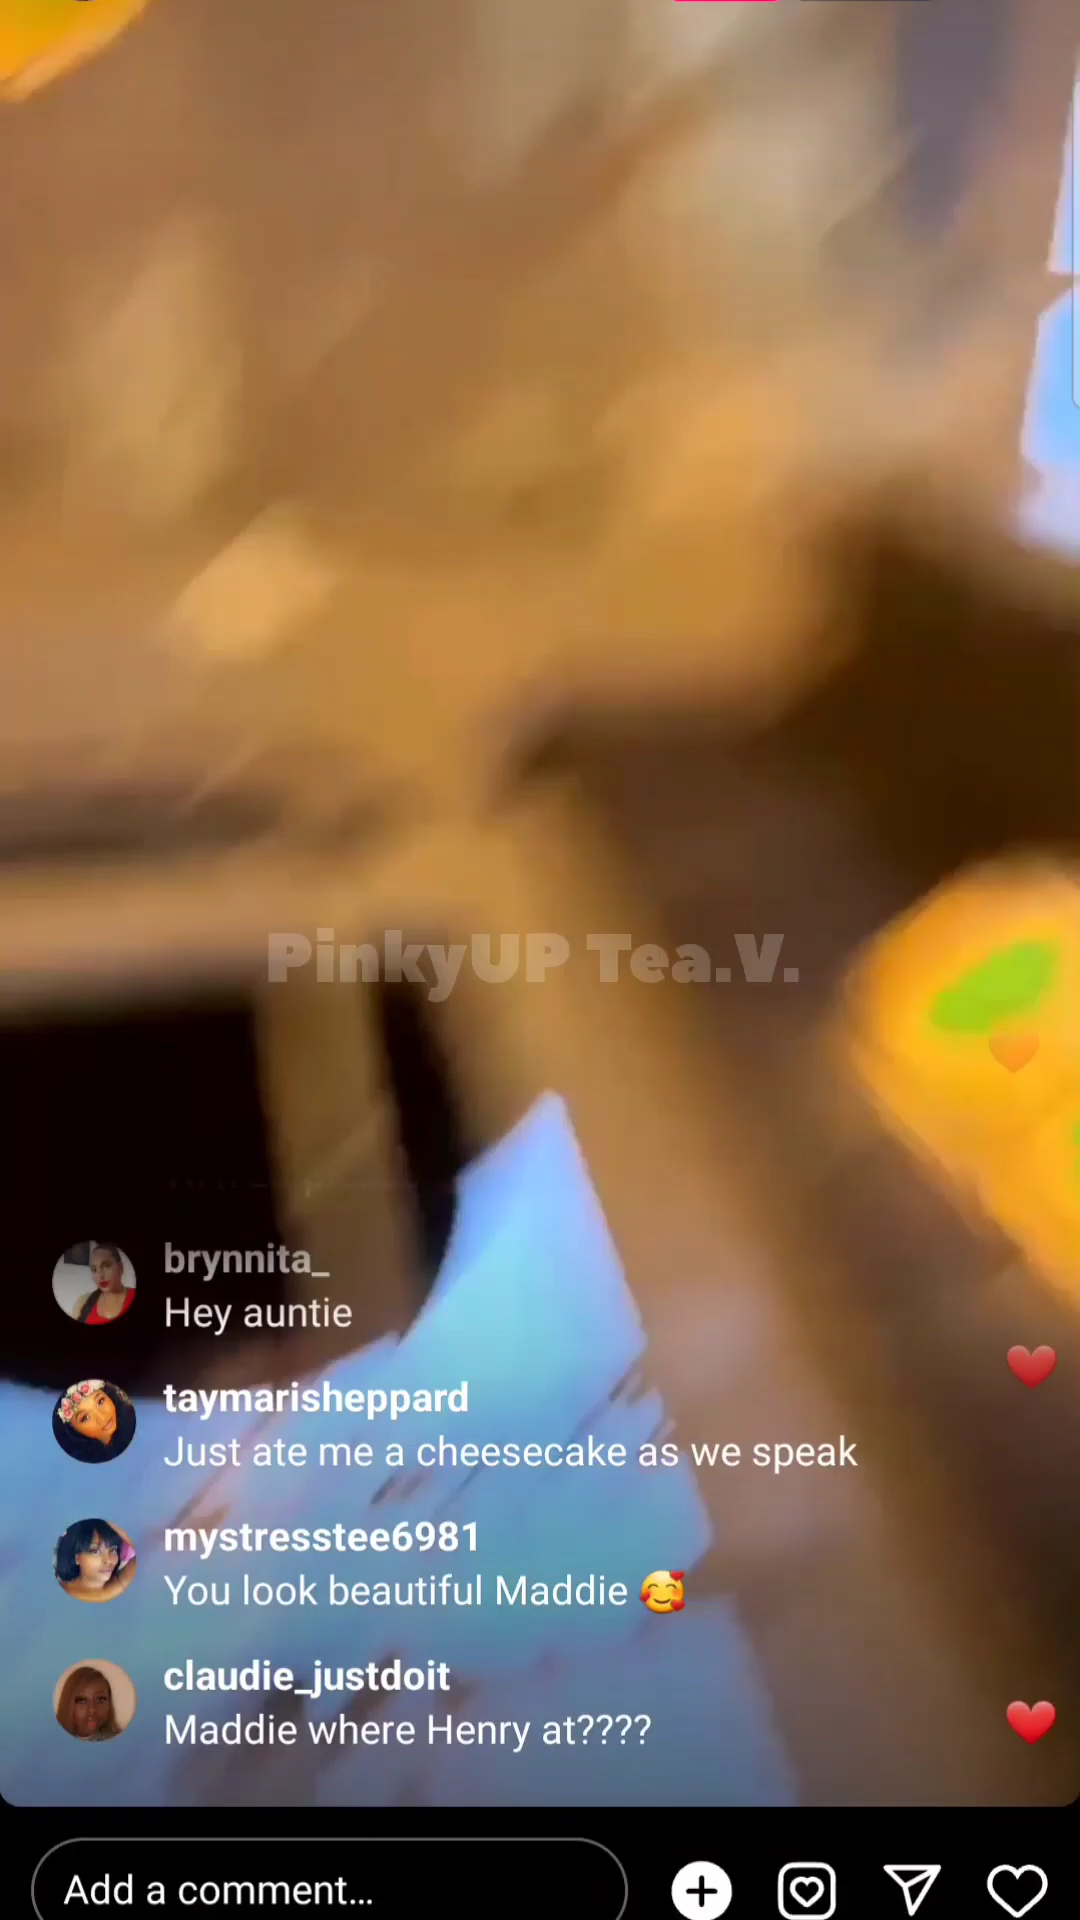 PinkyUP Tea.V.
brynnita_
Hey auntie
taymarisheppard
Just ate me a cheesecake as we speak
mystresstee6981
You look beautiful Maddie 🥰
claudie_justdoit
Maddie where Henry at????
Add a comment...